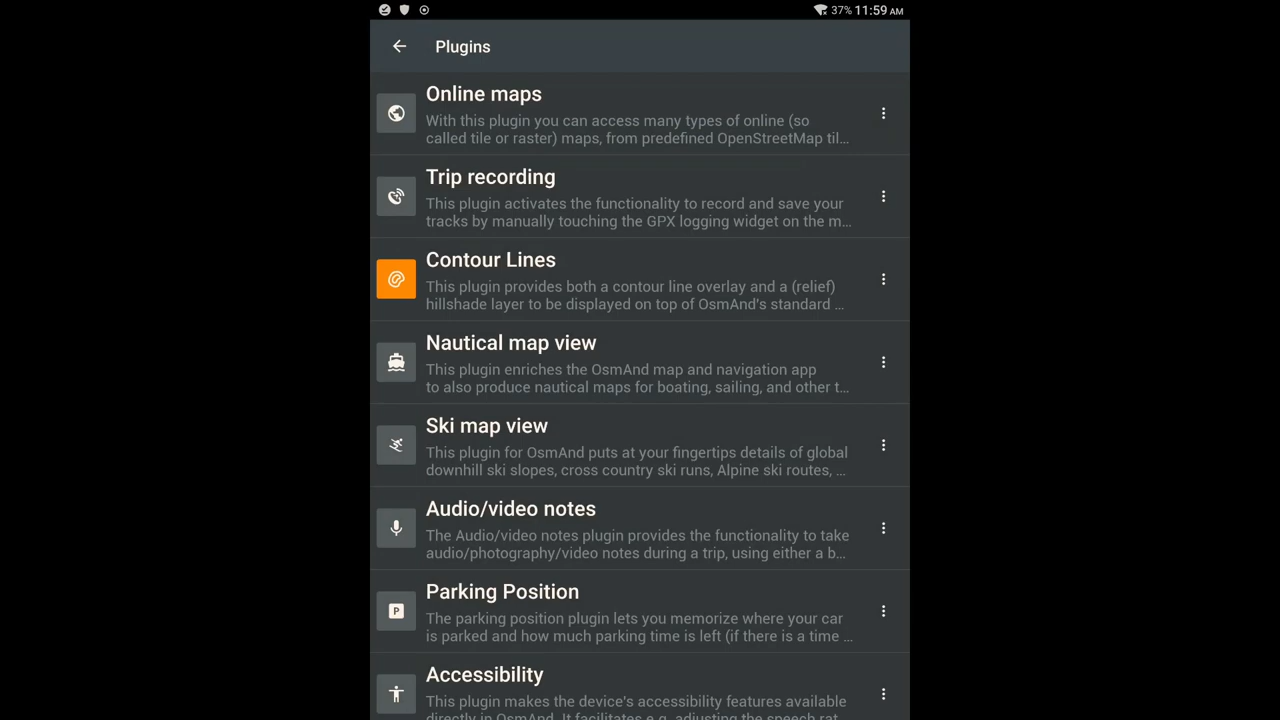 37% 11:59 AM
Plugins
Online maps
With this plugin you can access many types of online (so
called tile or raster) maps, from predefined OpenStreetMap til…
Trip recording
This plugin activates the functionality to record and save your
tracks by manually touching the GPX logging widget on the m…
Contour Lines
This plugin provides both a contour line overlay and a (relief)
hillshade layer to be displayed on top of OsmAnd's standard …
Nautical map view
This plugin enriches the OsmAnd map and navigation app
to also produce nautical maps for boating, sailing, and other t…
Ski map view
This plugin for OsmAnd puts at your fingertips details of global
downhill ski slopes, cross country ski runs, Alpine ski routes, …
Audio/video notes
The Audio/video notes plugin provides the functionality to take
audio/photography/video notes during a trip, using either a b…
P
Parking Position
The parking position plugin lets you memorize where your car
is parked and how much parking time is left (if there is a time …
Accessibility
This plugin makes the device's accessibility features available
directly in OsmAnd. It facilitates e.g. adjusting the speech rat